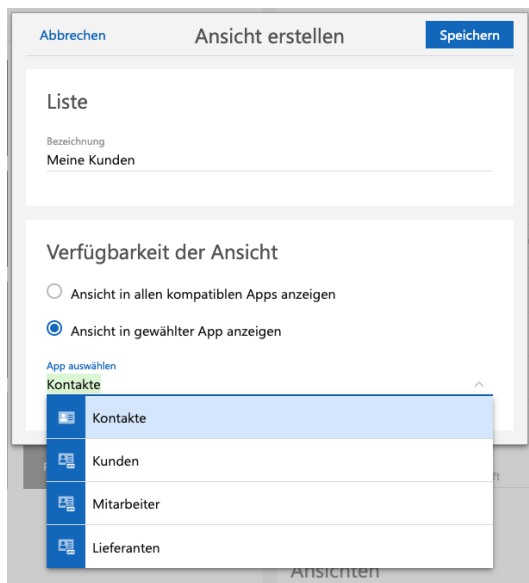 Abbrechen
Ansicht erstellen
Speichern
Liste
Bezeichnung
Meine Kunden
Verfügbarkeit der Ansicht
Ansicht in allen kompatiblen Apps anzeigen
Ansicht in gewählter App anzeigen
App auswählen
Kontakte
Kontakte
Kunden
Mitarbeiter
Lieferanten
Ansichten